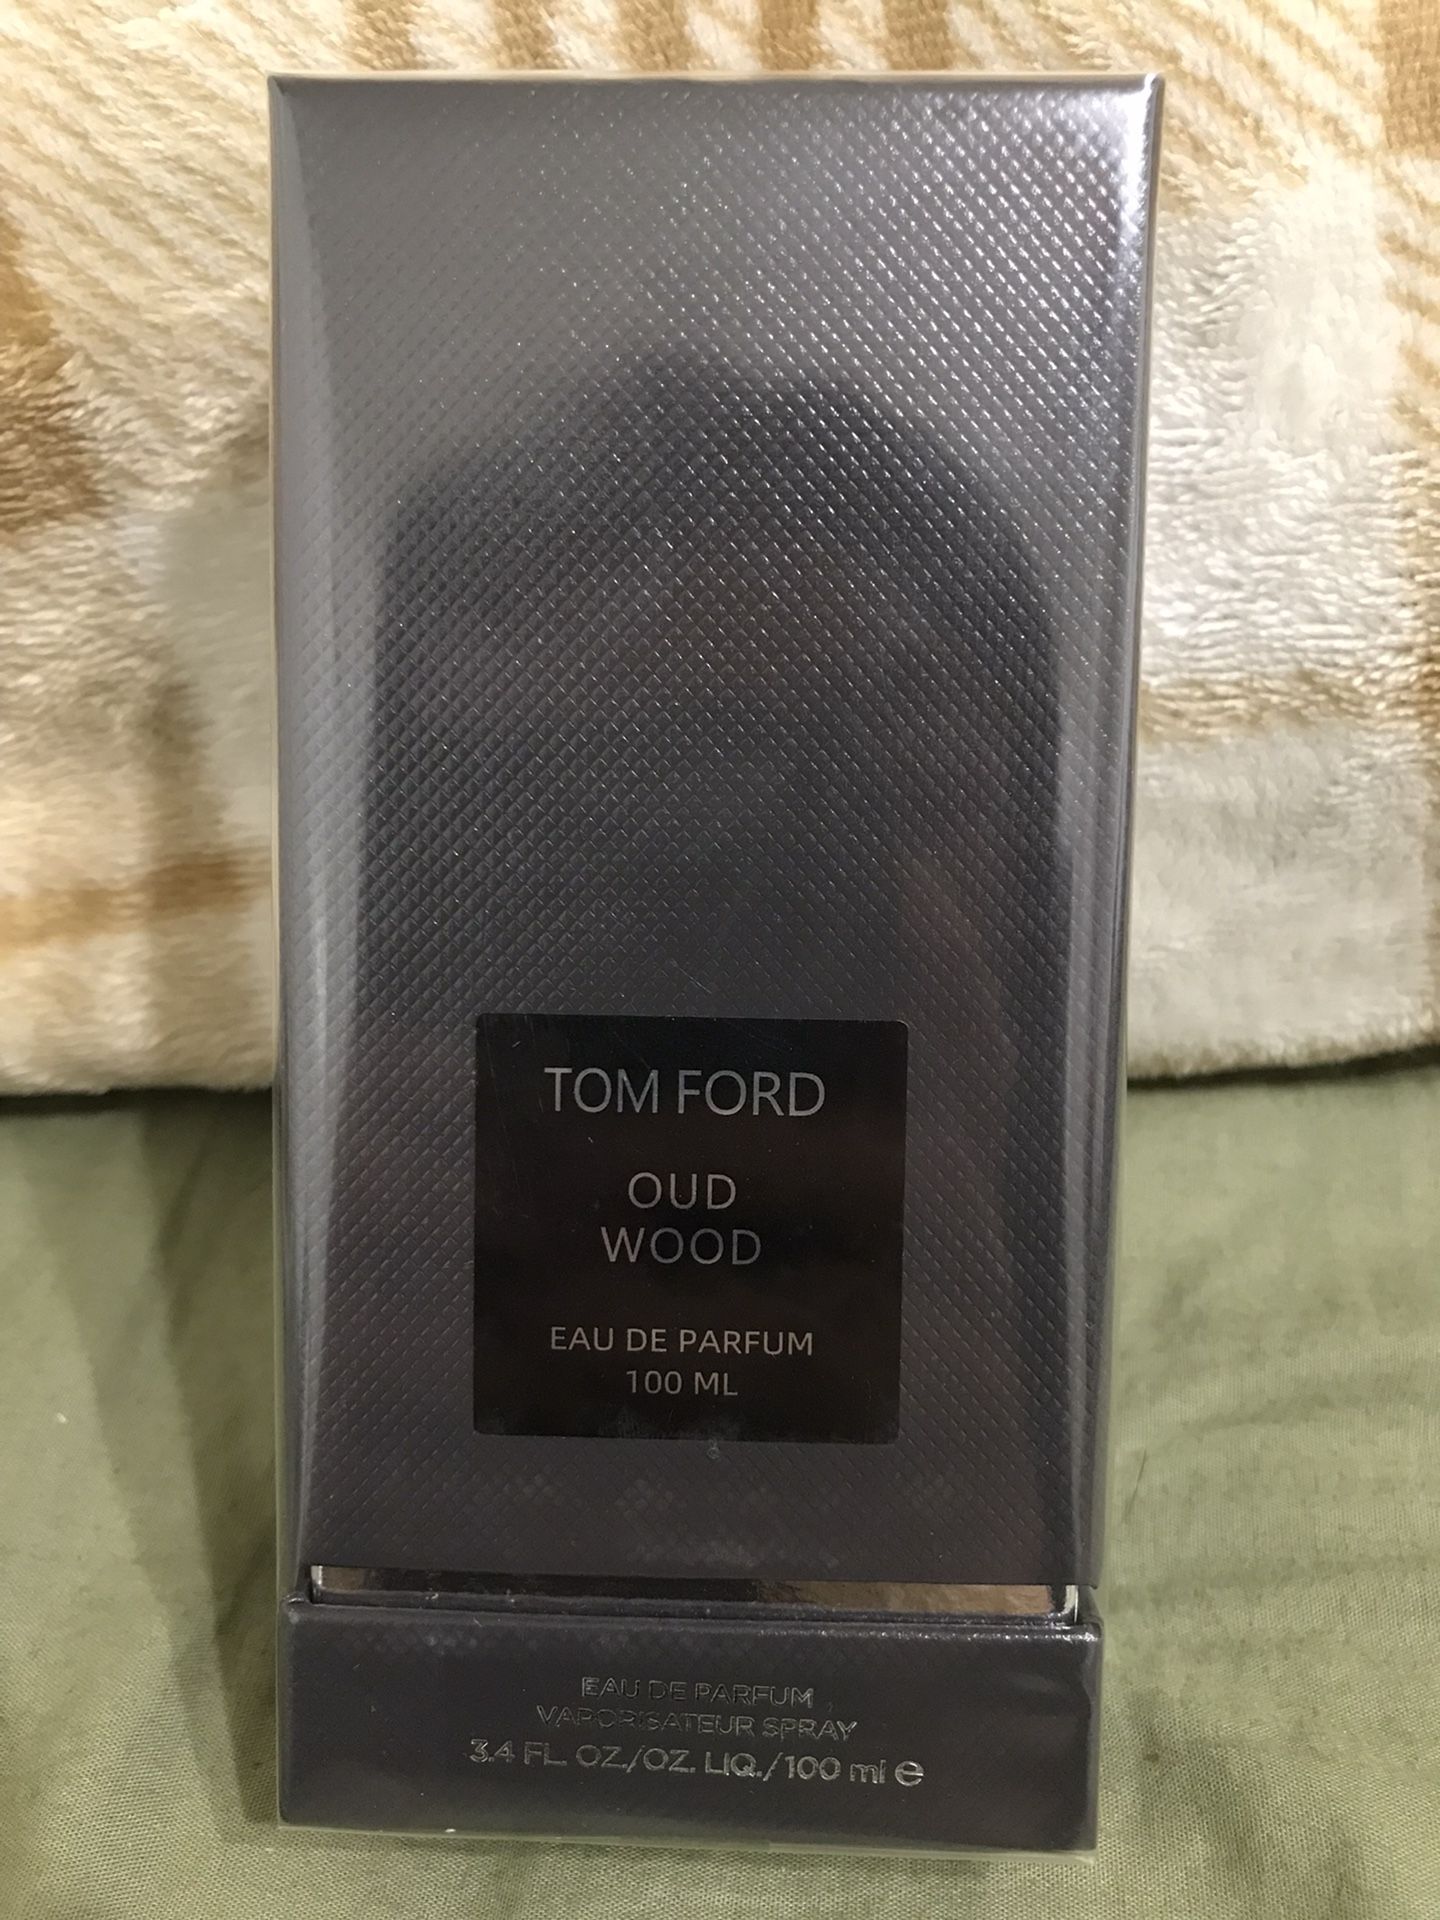 TOM FORD
OUD
WOOD
EAU DE PARFUM
100 ML
EAU DE PARFUM
VAPORISATEUR SPRAY
3.4 FL. OZ./OZ. LIQ./100 ml e